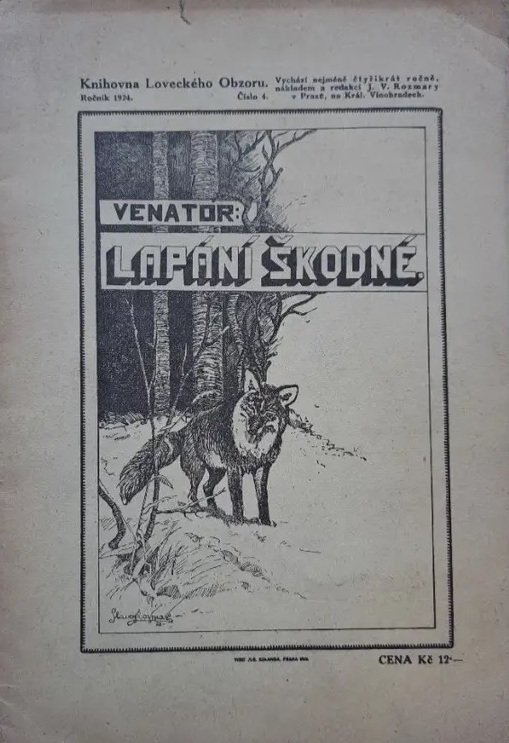 Knihovna Loveckého Obzoru.
Ročník 1924. Číslo 4.
Vychází nejméně čtyřikrát ročně,
nákladem a redakcí J. V. Rozmary
v Praze, na Král. Vinohradech.
VENATOR:
LAPÁNÍ ŠKODNÉ.
CENA Kč 12·—